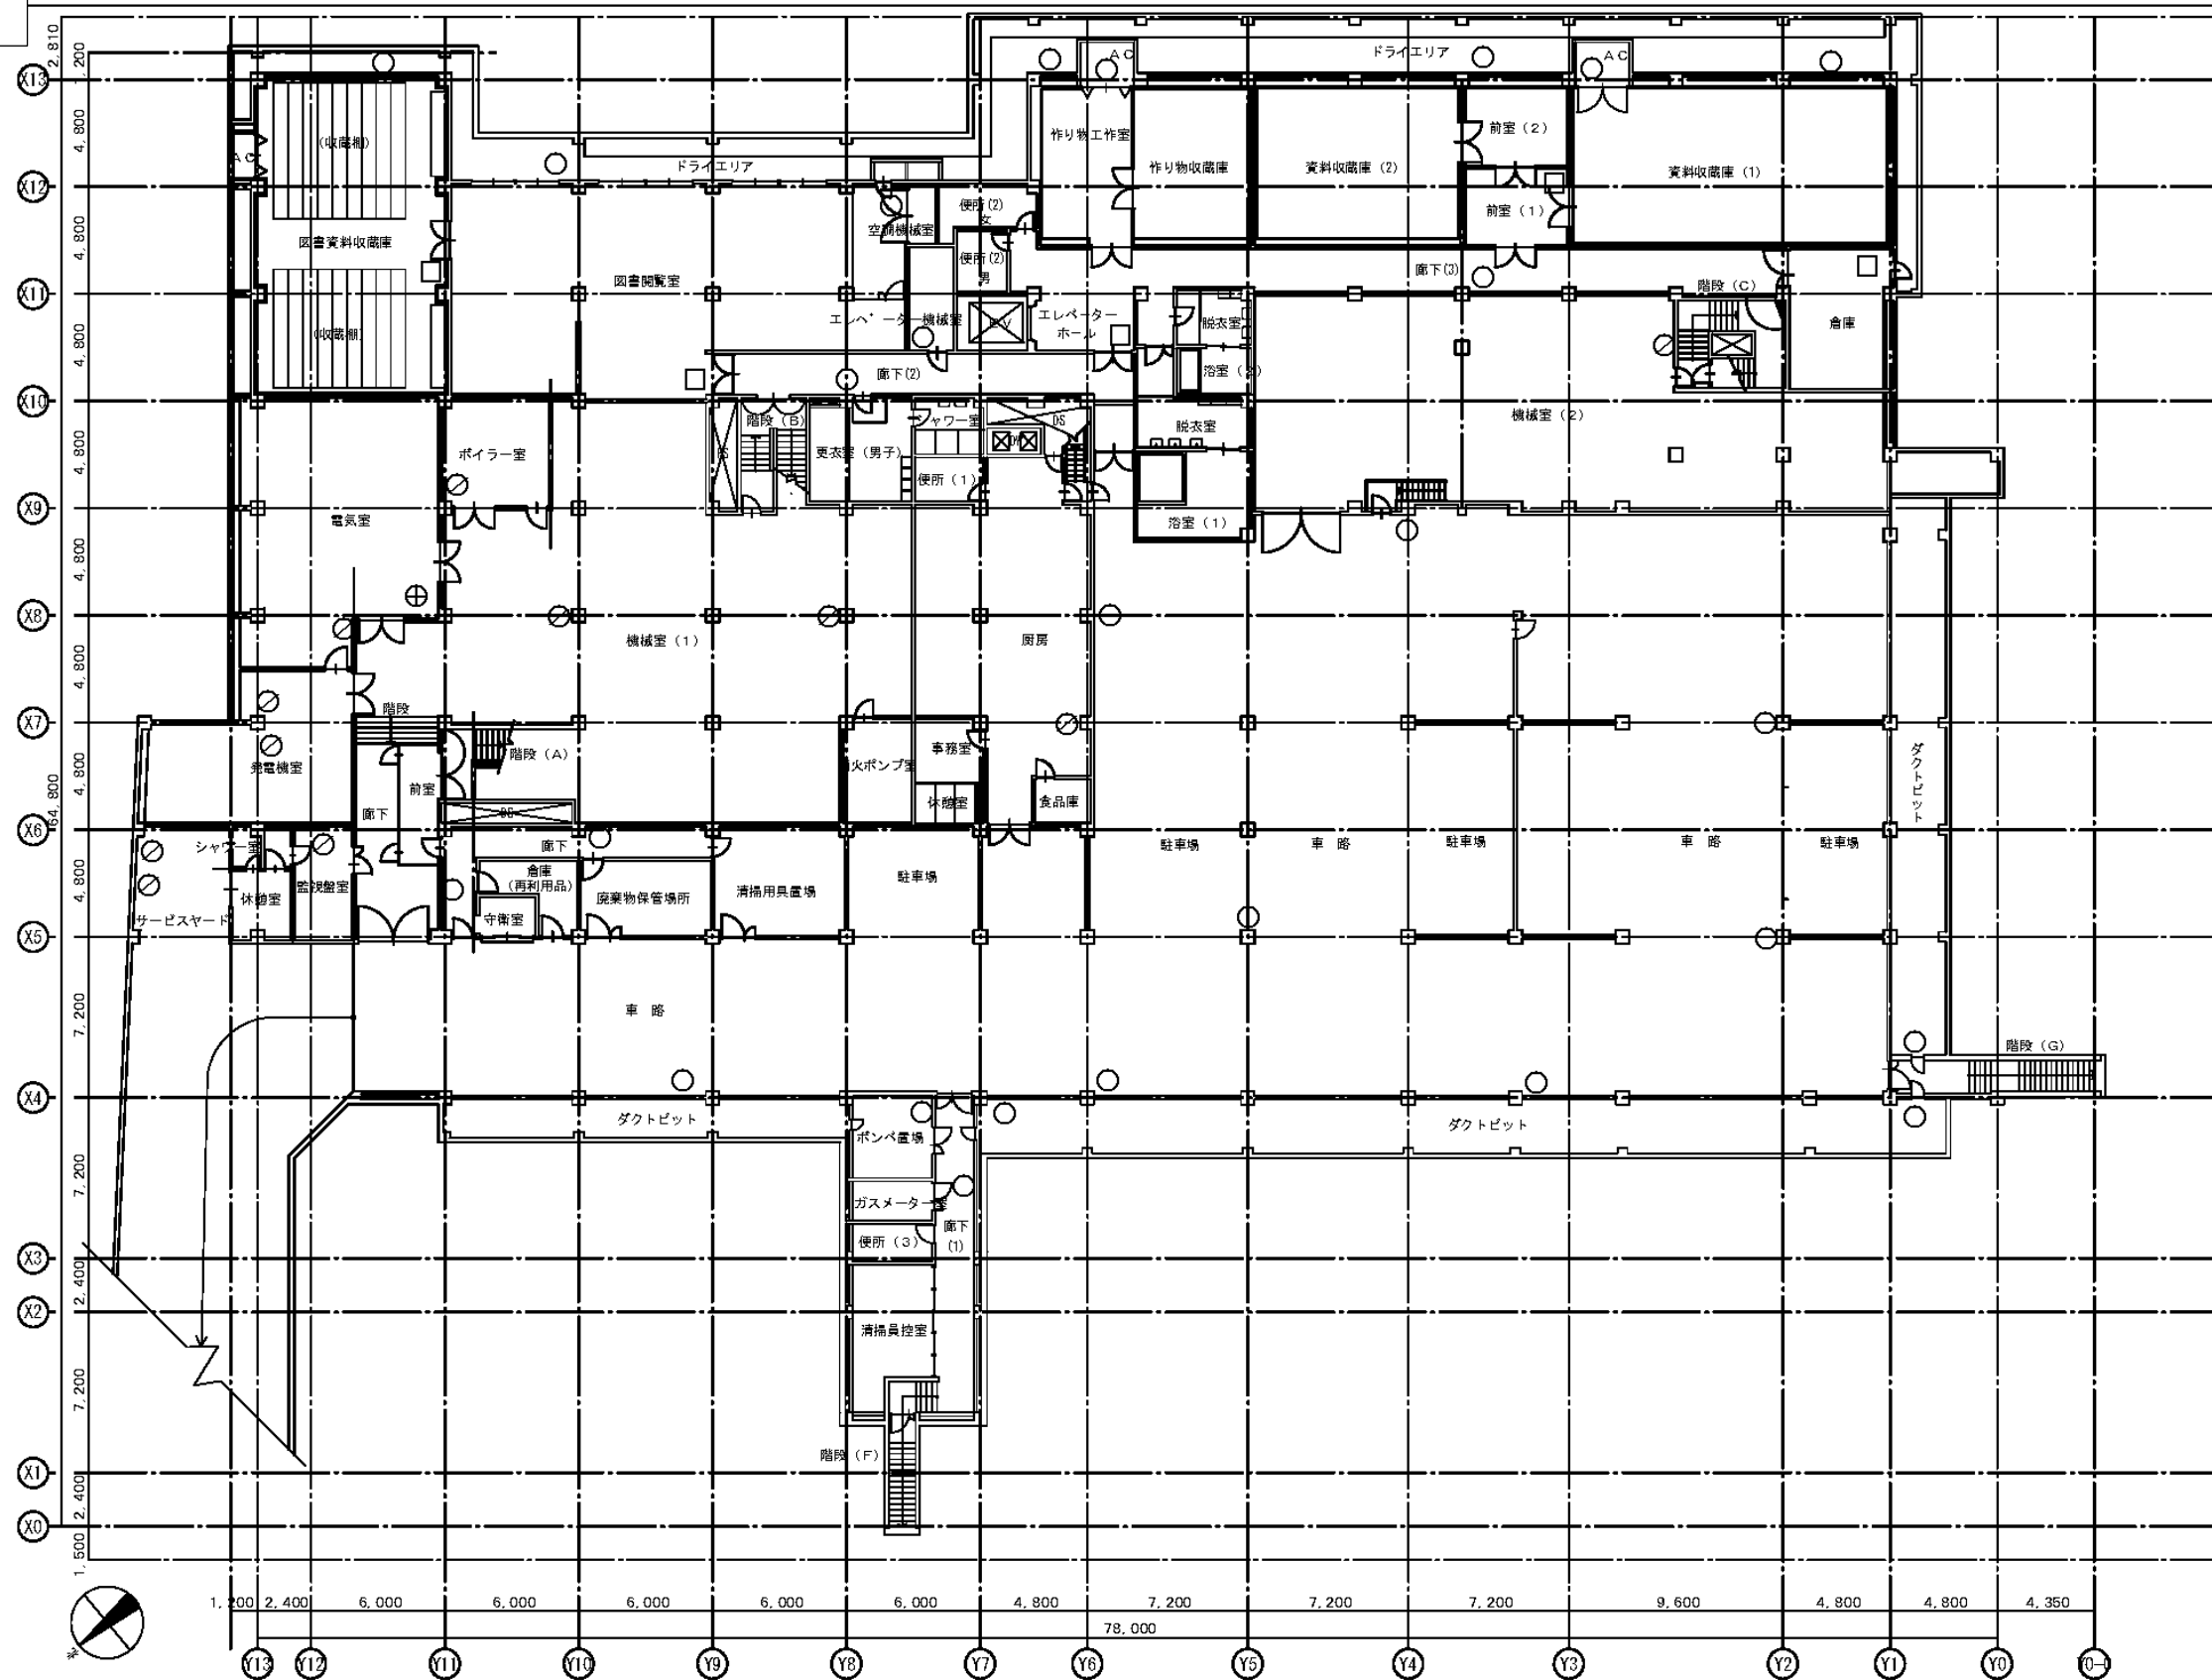 2,810
1,200
ドライエリア
AC
AC
X13
4,800
(収蔵棚)
作り物工作室
前室(2)
AC
ドライエリア
作り物収蔵庫
資料収蔵庫(2)
資料収蔵庫(1)
X12
4,800
便所(2)
女
前室(1)
空調機械室
図書資料収蔵庫
便所(2)
男
廊下(3)
図書閲覧室
階段(C)
X11
4,800
エレベーター機械室
EV
エレベーター
ホール
脱衣室
倉庫
(収蔵棚)
廊下(2)
浴室(2)
X10
4,800
階段(B)
シャワー室
DS
脱衣室
機械室(2)
ボイラー室
更衣室(男子)
便所(1)
X9
電気室
浴室(1)
4,800
X8
機械室(1)
厨房
4,800
階段
X7
階段(A)
事務室
ダクトピット
4,800
発電機室
前室
火ポンプ室
休憩室
食品庫
64,800
廊下
DS
X6
シャワー室
廊下
駐車場
車 路
駐車場
車 路
駐車場
4,800
休憩室
監視盤室
倉庫
(再利用品)
廃棄物保管場所
清掃用具置場
駐車場
サービスヤード
守衛室
X5
7,200
車 路
階段(G)
X4
ダクトピット
ボンベ置場
ダクトピット
7,200
ガスメーター室
便所(3)
廊下
(1)
X3
2,400
X2
清掃員控室
7,200
階段(F)
X1
2,400
X0
1,500
1,200 2,400 6,000 6,000 6,000 6,000 6,000 4,800 7,200 7,200 7,200 9,600 4,800 4,800 4,350
78,000
Y13 Y12 Y11 Y10 Y9 Y8 Y7 Y6 Y5 Y4 Y3 Y2 Y1 Y0 Y0-0